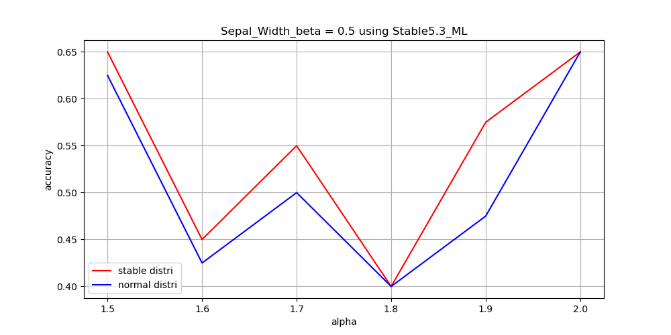 Sepal_Width_beta = 0.5 using Stable5.3_ML
0.65
0.60
0.55
0.50
0.45
0.40
accuracy
stable distri
normal distri
1.5 1.6 1.7 1.8 1.9 2.0
alpha